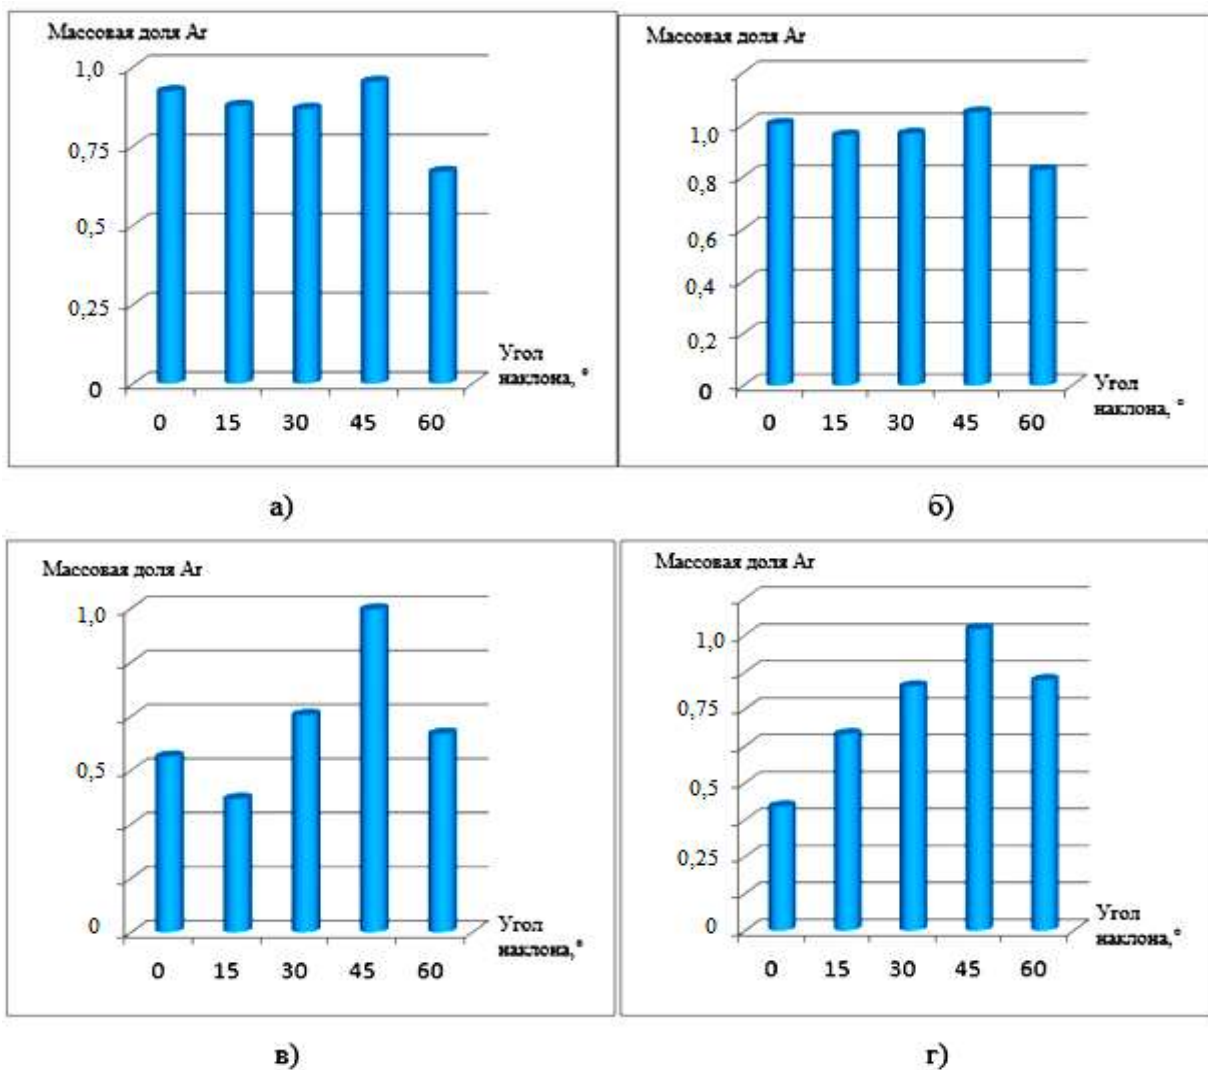 Массовая доля Ar
1,0
0,75
0,5
0,25
0
0 15 30 45 60
Угол
наклона, °
а)
Массовая доля Ar
1,0
0,8
0,6
0,4
0,2
0
0 15 30 45 60
Угол
наклона, °
б)
Массовая доля Ar
1,0
0,5
0
0 15 30 45 60
Угол
наклона,°
в)
Массовая доля Ar
1,0
0,75
0,5
0,25
0
0 15 30 45 60
Угол
наклона,°
г)